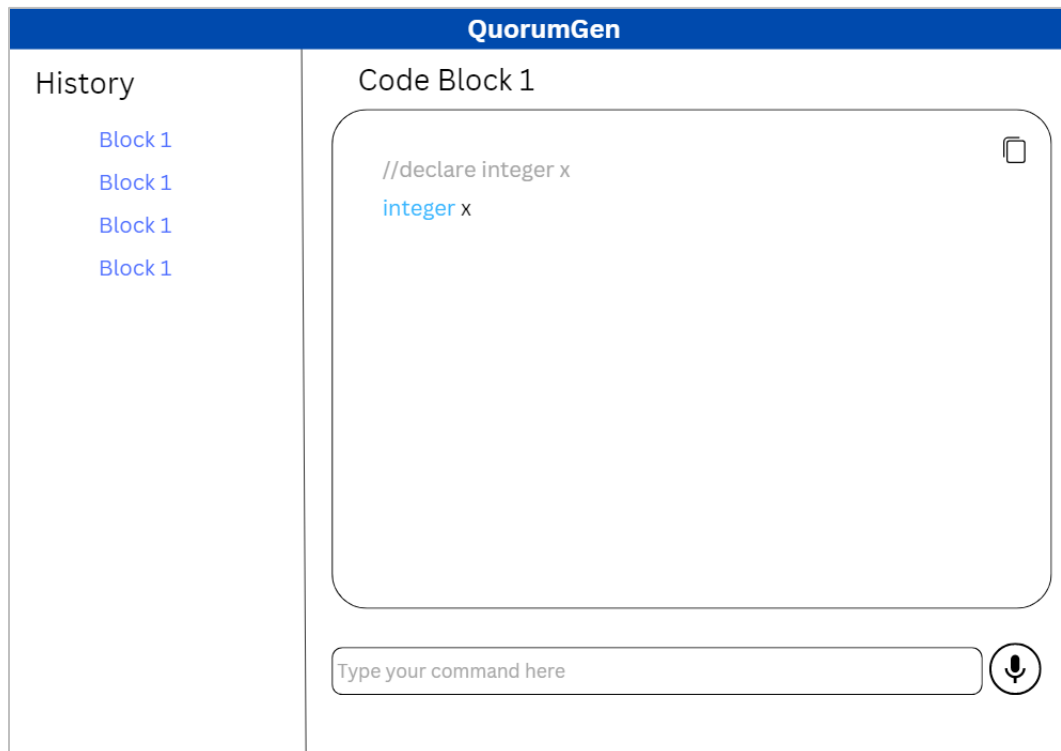 QuorumGen
History
Block 1
Block 1
Block 1
Block 1
Code Block 1
//declare integer x
integer x
Type your command here